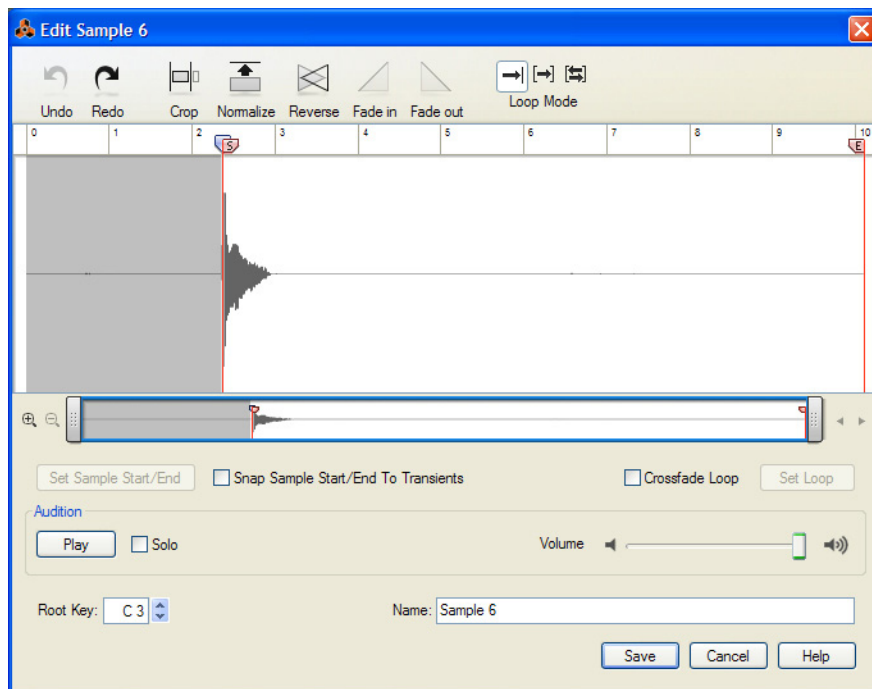 Edit Sample 6
Undo Redo Crop Normalize Reverse Fade in Fade out Loop Mode
0 1 2 3 4 5 6 7 8 9 10
S E
Set Sample Start/End Snap Sample Start/End To Transients Crossfade Loop Set Loop
Audition
Play Solo Volume
Root Key: C 3 Name: Sample 6
Save Cancel Help